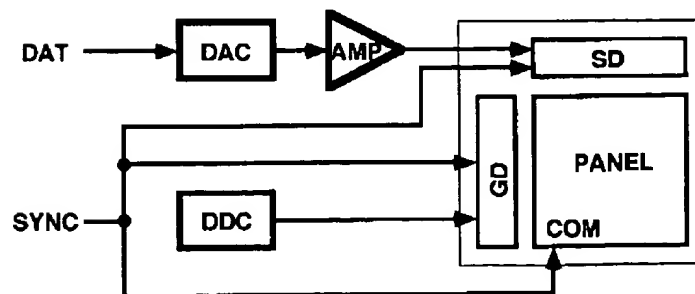 DAT
DAC
AMP
SD
GD
PANEL
SYNC
DDC
COM